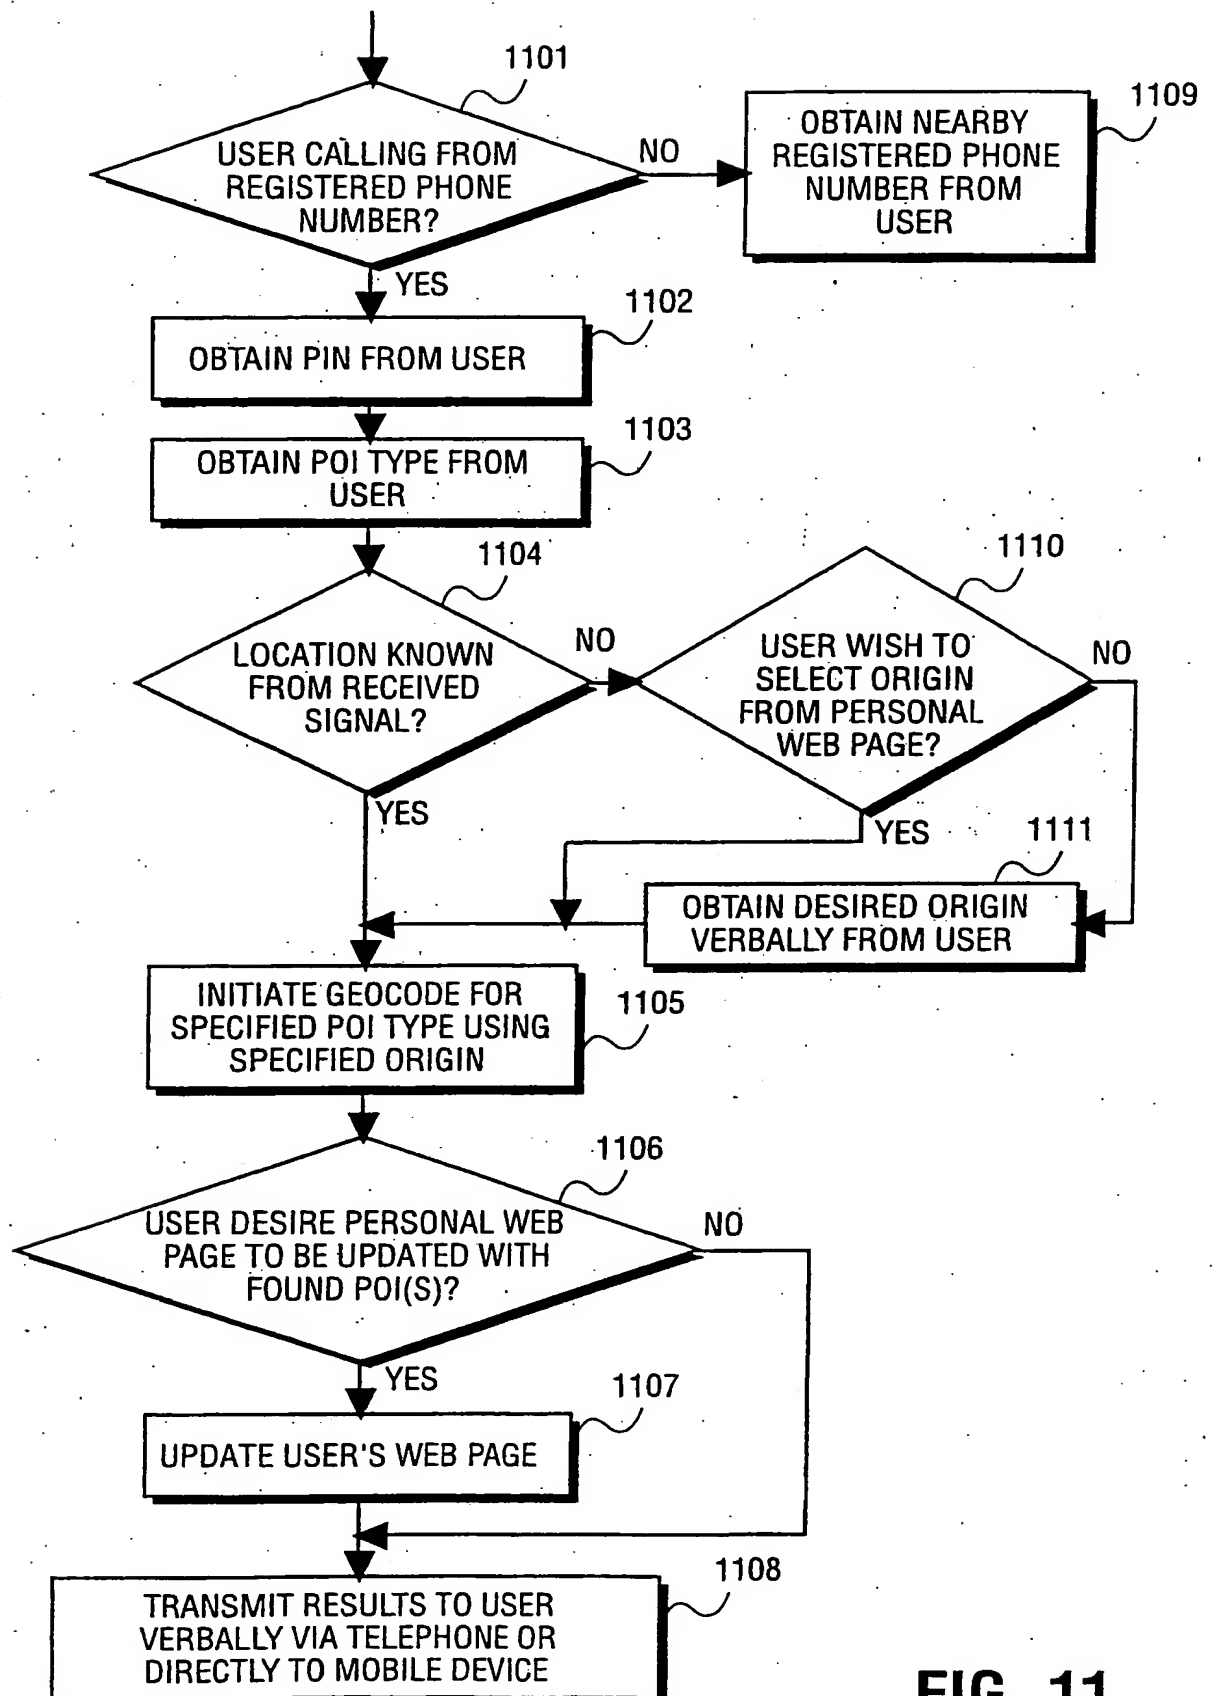 1101
USER CALLING FROM
REGISTERED PHONE
NUMBER?
NO
YES
1109
OBTAIN NEARBY
REGISTERED PHONE
NUMBER FROM
USER
1102
OBTAIN PIN FROM USER
1103
OBTAIN POI TYPE FROM
USER
1104
LOCATION KNOWN
FROM RECEIVED
SIGNAL?
NO
YES
1110
USER WISH TO
SELECT ORIGIN
FROM PERSONAL
WEB PAGE?
NO
YES
1111
OBTAIN DESIRED ORIGIN
VERBALLY FROM USER
1105
INITIATE GEOCODE FOR
SPECIFIED POI TYPE USING
SPECIFIED ORIGIN
1106
USER DESIRE PERSONAL WEB
PAGE TO BE UPDATED WITH
FOUND POI(S)?
NO
YES
1107
UPDATE USER'S WEB PAGE
1108
TRANSMIT RESULTS TO USER
VERBALLY VIA TELEPHONE OR
DIRECTLY TO MOBILE DEVICE
FIG. 11